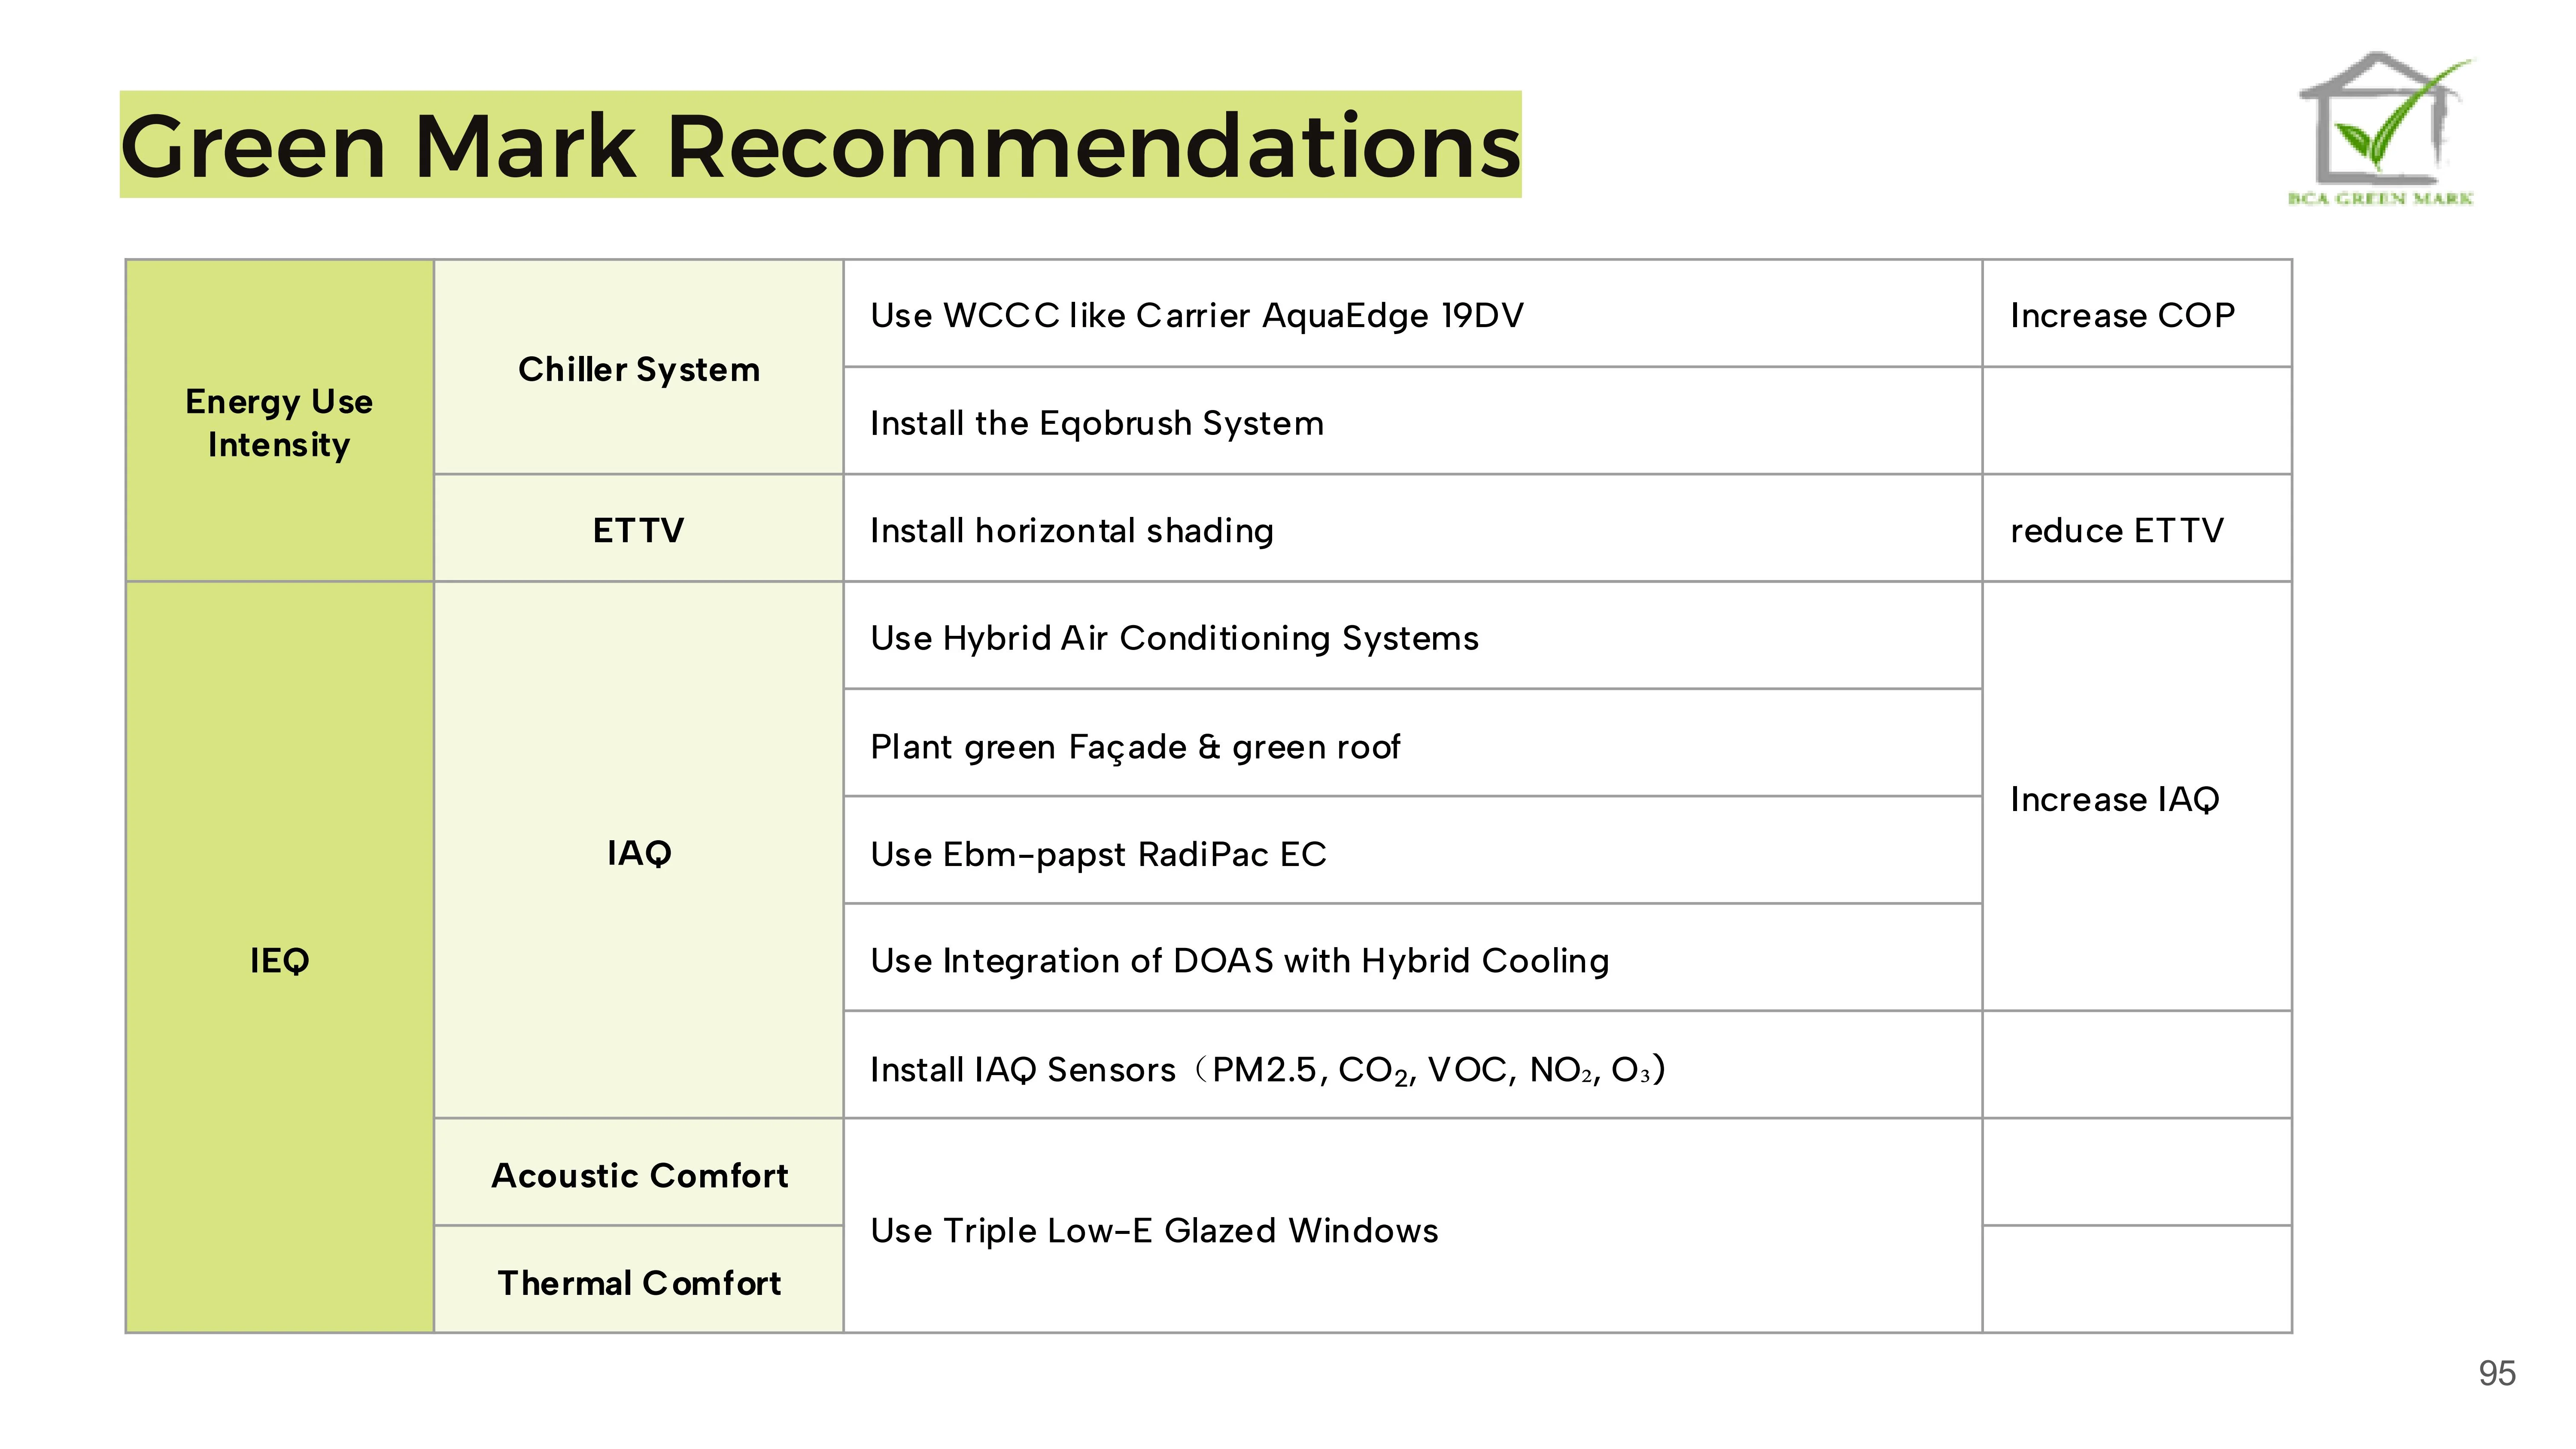 Green Mark Recommendations
BCA GREEN MARK
Energy Use
Intensity
Chiller System
Use WCCC like Carrier AquaEdge 19DV
Increase COP
Install the Eqobrush System
ETTV
Install horizontal shading
reduce ETTV
IEQ
IAQ
Use Hybrid Air Conditioning Systems
Plant green Façade & green roof
Use Ebm-papst RadiPac EC
Use Integration of DOAS with Hybrid Cooling
Increase IAQ
Install IAQ Sensors（PM2.5, CO₂, VOC, NO₂, O₃)
Acoustic Comfort
Use Triple Low-E Glazed Windows
Thermal Comfort
95